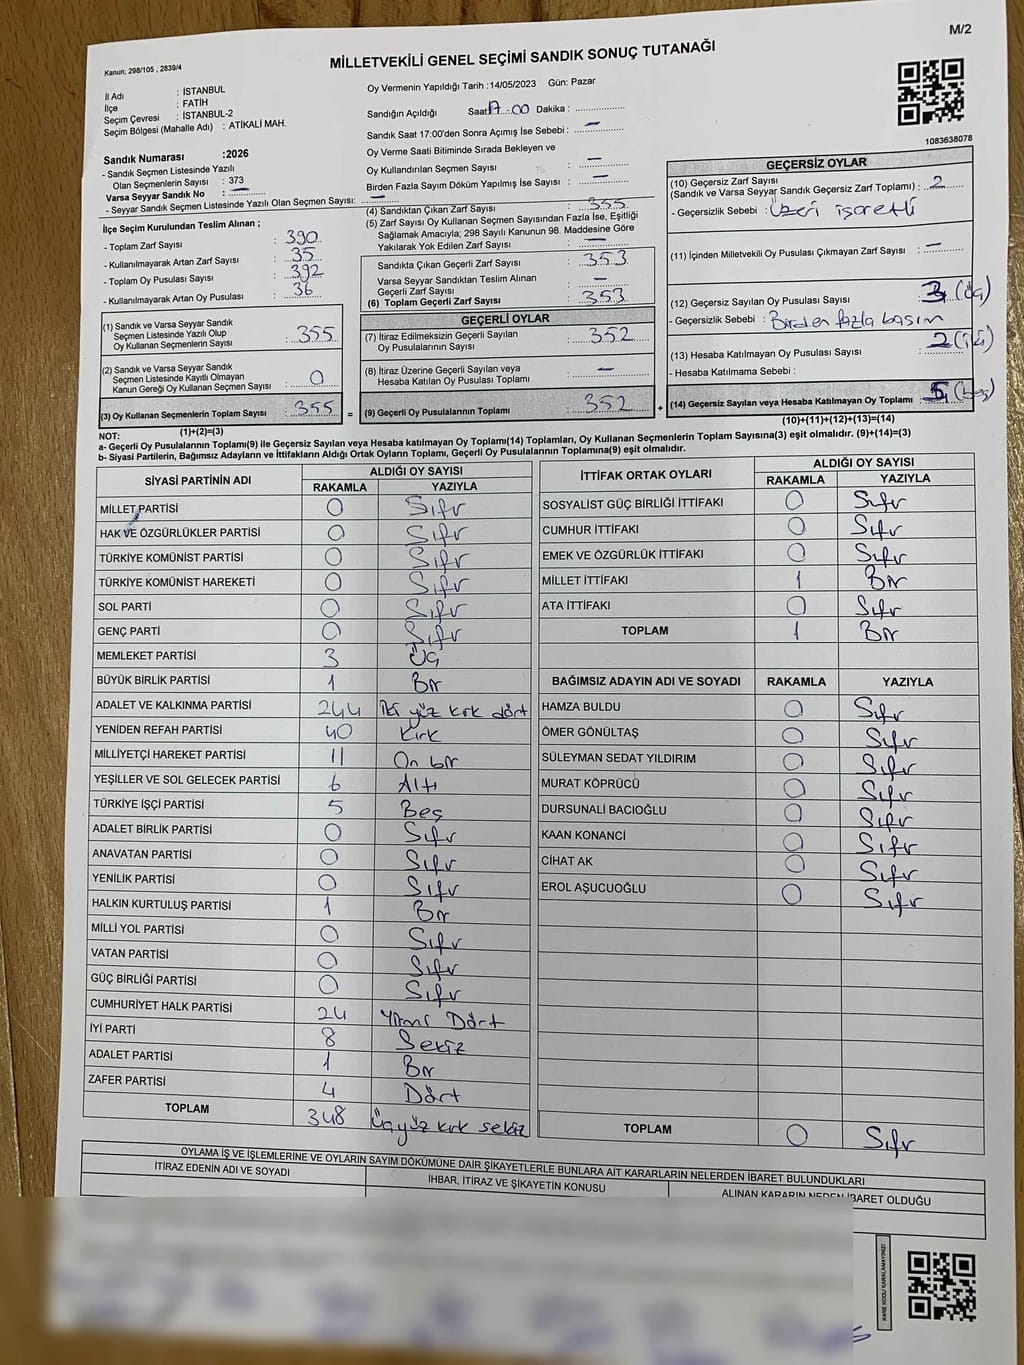 M/2
Kanun; 298/105 , 2839/4
MİLLETVEKİLİ GENEL SEÇİMİ SANDIK SONUÇ TUTANAĞI
İl Adı : İSTANBUL
İlçe : FATİH
Seçim Çevresi : İSTANBUL-2
Seçim Bölgesi (Mahalle Adı) : ATİKALİ MAH.
Sandık Numarası :2026
- Sandık Seçmen Listesinde Yazılı
Olan Seçmenlerin Sayısı : 373
Varsa Seyyar Sandık No : —
- Seyyar Sandık Seçmen Listesinde Yazılı Olan Seçmen Sayısı: —
Oy Vermenin Yapıldığı Tarih :14/05/2023 Gün: Pazar
Sandığın Açıldığı Saat: 17:00 Dakika :
Sandık Saat 17:00'den Sonra Açımış İse Sebebi : —
Oy Verme Saati Bitiminde Sırada Bekleyen ve
Oy Kullandırılan Seçmen Sayısı : —
Birden Fazla Sayım Döküm Yapılmış İse Sayısı : —
1083638078
İlçe Seçim Kurulundan Teslim Alınan ;
- Toplam Zarf Sayısı : 390
- Kullanılmayarak Artan Zarf Sayısı : 35
- Toplam Oy Pusulası Sayısı : 392
- Kullanılmayarak Artan Oy Pusulası : 36
(1) Sandık ve Varsa Seyyar Sandık
Seçmen Listesinde Yazılı Olup
Oy Kullanan Seçmenlerin Sayısı : 355
(2) Sandık ve Varsa Seyyar Sandık
Seçmen Listesinde Kayıtlı Olmayan
Kanun Gereği Oy Kullanan Seçmen Sayısı : 0
(3) Oy Kullanan Seçmenlerin Toplam Sayısı : 355 =
(1)+(2)=(3)
(4) Sandıktan Çıkan Zarf Sayısı : 355
(5) Zarf Sayısı Oy Kullanan Seçmen Sayısından Fazla İse, Eşitliği
Sağlamak Amacıyla; 298 Sayılı Kanunun 98. Maddesine Göre
Yakılarak Yok Edilen Zarf Sayısı : —
Sandıkta Çıkan Geçerli Zarf Sayısı : 353
Varsa Seyyar Sandıktan Teslim Alınan
Geçerli Zarf Sayısı : —
(6) Toplam Geçerli Zarf Sayısı : 353
GEÇERLİ OYLAR
(7) İtiraz Edilmeksizin Geçerli Sayılan
Oy Pusulalarının Sayısı : 352
(8) İtiraz Üzerine Geçerli Sayılan veya
Hesaba Katılan Oy Pusulası Toplamı : —
(9) Geçerli Oy Pusulalarının Toplamı : 352 +
GEÇERSİZ OYLAR
(10) Geçersiz Zarf Sayısı
(Sandık ve Varsa Seyyar Sandık Geçersiz Zarf Toplamı) : 2
- Geçersizlik Sebebi : Üzeri işaretli
(11) İçinden Milletvekili Oy Pusulası Çıkmayan Zarf Sayısı : —
(12) Geçersiz Sayılan Oy Pusulası Sayısı : 3 (üç)
- Geçersizlik Sebebi : Birden fazla basım
(13) Hesaba Katılmayan Oy Pusulası Sayısı : 2 (iki)
- Hesaba Katılmama Sebebi :
(14) Geçersiz Sayılan veya Hesaba Katılmayan Oy Toplamı : 5 (beş)
(10)+(11)+(12)+(13)=(14)
NOT:
a- Geçerli Oy Pusulalarının Toplamı(9) ile Geçersiz Sayılan veya Hesaba katılmayan Oy Toplamı(14) Toplamları, Oy Kullanan Seçmenlerin Toplam Sayısına(3) eşit olmalıdır. (9)+(14)=(3)
b- Siyasi Partilerin, Bağımsız Adayların ve İttifakların Aldığı Ortak Oyların Toplamı, Geçerli Oy Pusulalarının Toplamına(9) eşit olmalıdır.
SİYASİ PARTİNİN ADI ALDIĞI OY SAYISI
RAKAMLA YAZIYLA
MİLLET PARTİSİ 0 Sıfır
HAK VE ÖZGÜRLÜKLER PARTİSİ 0 Sıfır
TÜRKİYE KOMÜNİST PARTİSİ 0 Sıfır
TÜRKİYE KOMÜNİST HAREKETİ 0 Sıfır
SOL PARTİ 0 Sıfır
GENÇ PARTİ 0 Sıfır
MEMLEKET PARTİSİ 3 Üç
BÜYÜK BİRLİK PARTİSİ 1 Bir
ADALET VE KALKINMA PARTİSİ 244 İki yüz kırk dört
YENİDEN REFAH PARTİSİ 40 Kırk
MİLLİYETÇİ HAREKET PARTİSİ 11 On bir
YEŞİLLER VE SOL GELECEK PARTİSİ 6 Altı
TÜRKİYE İŞÇİ PARTİSİ 5 Beş
ADALET BİRLİK PARTİSİ 0 Sıfır
ANAVATAN PARTİSİ 0 Sıfır
YENİLİK PARTİSİ 0 Sıfır
HALKIN KURTULUŞ PARTİSİ 1 Bir
MİLLİ YOL PARTİSİ 0 Sıfır
VATAN PARTİSİ 0 Sıfır
GÜÇ BİRLİĞİ PARTİSİ 0 Sıfır
CUMHURİYET HALK PARTİSİ 24 Yirmi Dört
İYİ PARTİ 8 Sekiz
ADALET PARTİSİ 1 Bir
ZAFER PARTİSİ 4 Dört
TOPLAM 348 Üçyüz kırk sekiz
İTTİFAK ORTAK OYLARI ALDIĞI OY SAYISI
RAKAMLA YAZIYLA
SOSYALİST GÜÇ BİRLİĞİ İTTİFAKI 0 Sıfır
CUMHUR İTTİFAKI 0 Sıfır
EMEK VE ÖZGÜRLÜK İTTİFAKI 0 Sıfır
MİLLET İTTİFAKI 1 Bir
ATA İTTİFAKI 0 Sıfır
TOPLAM 1 Bir
BAĞIMSIZ ADAYIN ADI VE SOYADI RAKAMLA YAZIYLA
HAMZA BULDU 0 Sıfır
ÖMER GÖNÜLTAŞ 0 Sıfır
SÜLEYMAN SEDAT YILDIRIM 0 Sıfır
MURAT KÖPRÜCÜ 0 Sıfır
DURSUNALİ BACIOĞLU 0 Sıfır
KAAN KONANCİ 0 Sıfır
CİHAT AK 0 Sıfır
EROL AŞUCUOĞLU 0 Sıfır
TOPLAM 0 Sıfır
OYLAMA İŞ VE İŞLEMLERİNE VE OYLARIN SAYIM DÖKÜMÜNE DAİR ŞİKAYETLERLE BUNLARA AİT KARARLARIN NELERDEN İBARET BULUNDUKLARI
İTİRAZ EDENİN ADI VE SOYADI İHBAR, İTİRAZ VE ŞİKAYETİN KONUSU ALINAN KARARIN NEDEN İBARET OLDUĞU
KARE KODU KARALAMAYINIZ!